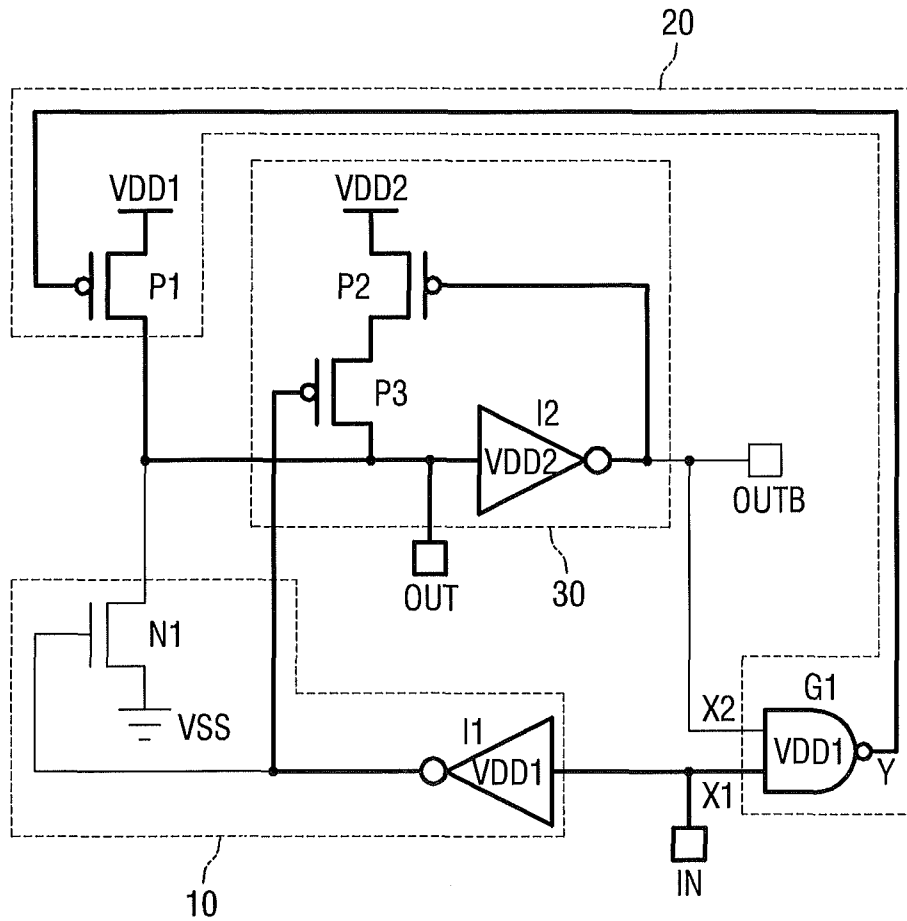 20
VDD1
VDD2
P1
P2
P3
I2
VDD2
OUTB
OUT
30
N1
VSS
G1
X2
I1
VDD1
VDD1
Y
X1
IN
10